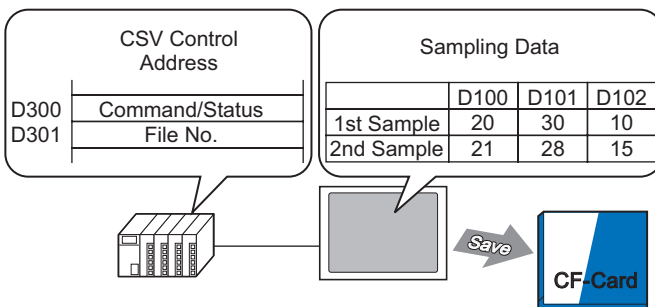 CSV Control
Address
D300 Command/Status
D301 File No.
Sampling Data
D100 D101 D102
1st Sample 20 30 10
2nd Sample 21 28 15
Save
CF-Card